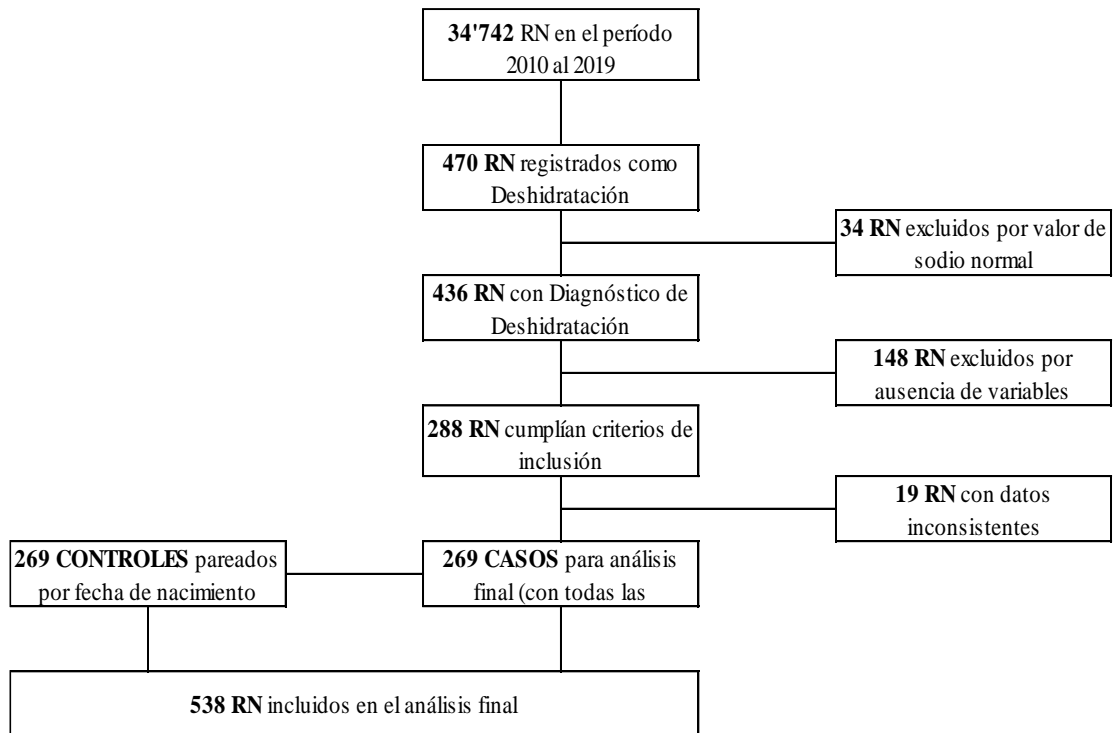 34'742 RN en el período
2010 al 2019
470 RN registrados como
Deshidratación
34 RN excluidos por valor de
sodio normal
436 RN con Diagnóstico de
Deshidratación
148 RN excluidos por
ausencia de variables
288 RN cumplían criterios de
inclusión
19 RN con datos
inconsistentes
269 CONTROLES pareados
por fecha de nacimiento
269 CASOS para análisis
final (con todas las
538 RN incluidos en el análisis final